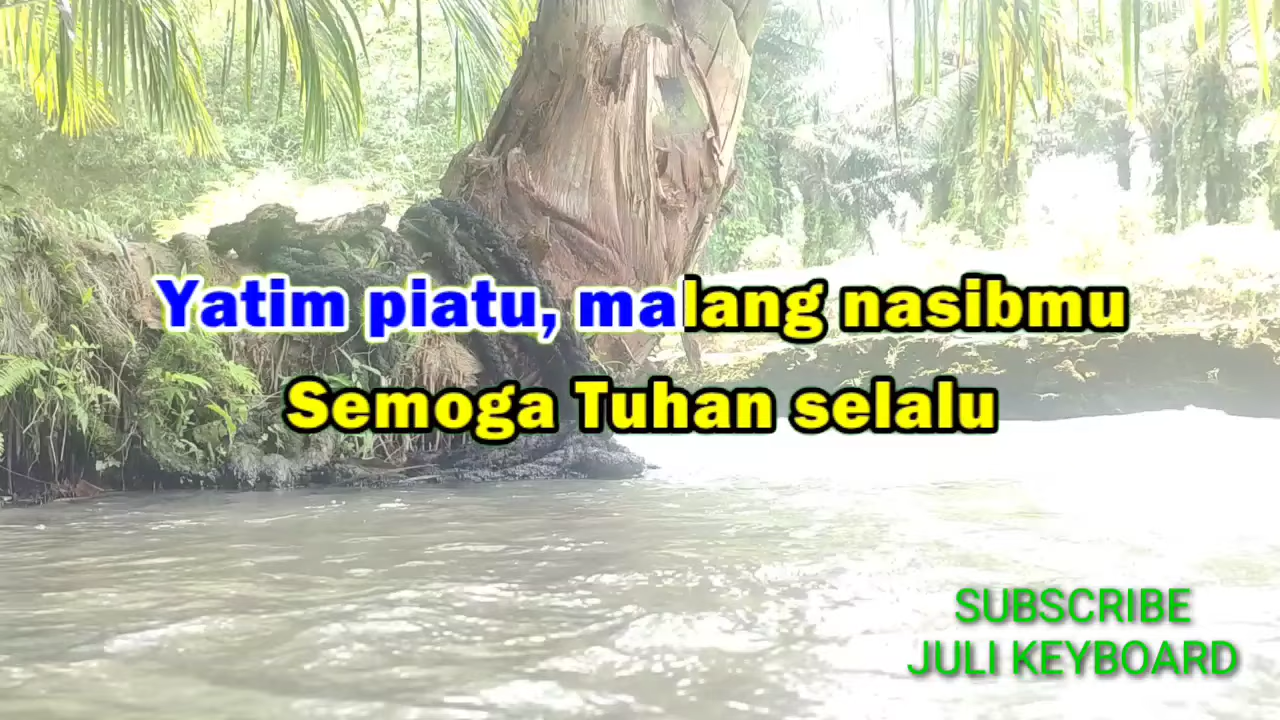 Yatim piatu, malang nasibmu
Semoga Tuhan selalu
SUBSCRIBE
JULI KEYBOARD